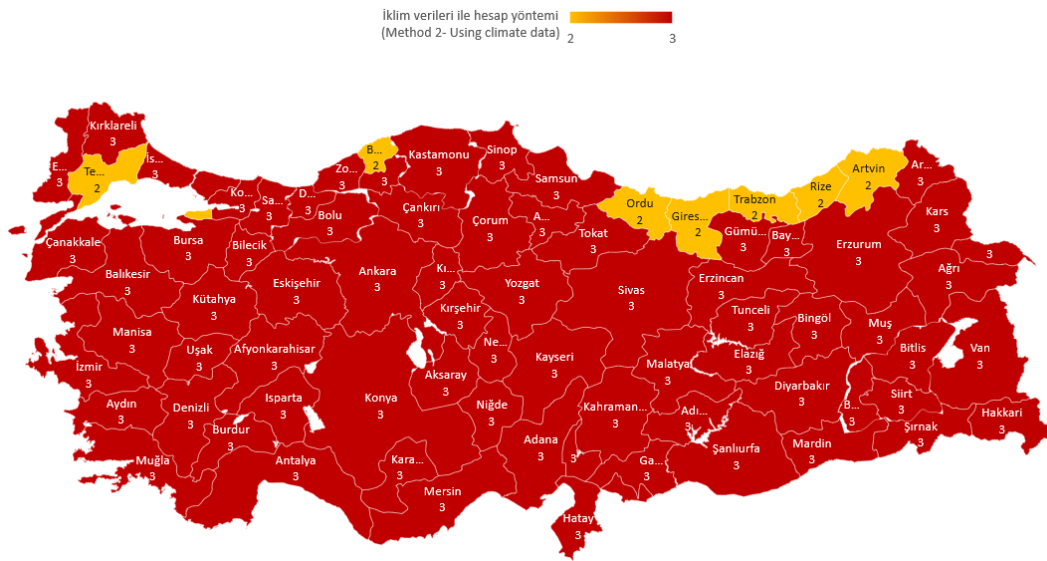 İklim verileri ile hesap yöntemi
(Method 2- Using climate data)
2 3
Kırklareli
3
E...
3
Te...
2
İs...
3
Ko...
3
Sa...
3
D...
3
Zo...
3
B...
2
3
Kastamonu
3
Sinop
3
Samsun
3
Bolu
3
Çankırı
3
Çorum
3
A...
3
Tokat
3
Ordu
2
Gires...
2
Trabzon
2
Rize
2
Artvin
2
Ar...
3
Kars
3
Gümü...
3
Bay...
3
Erzurum
3
3
Ağrı
3
Çanakkale
3
Bursa
3
Bilecik
3
Balıkesir
3
Kütahya
3
Eskişehir
3
Ankara
3
Kı...
3
Kırşehir
3
Yozgat
3
Sivas
3
Erzincan
3
Tunceli
3
Bingöl
3
Muş
3
Bitlis
3
Van
3
Manisa
3
Uşak
3
Afyonkarahisar
3
İzmir
3
Aydın
3
Denizli
3
Isparta
3
Burdur
3
Konya
3
Aksaray
3
Ne...
3
Niğde
3
Kayseri
3
Malatya
3
Elazığ
3
Diyarbakır
3
B...
3
Siirt
3
Şırnak
3
Hakkari
3
Muğla
3
Antalya
3
Kara...
3
Mersin
3
Adana
3
3
Kahraman...
3
Adı...
3
Ga...
3
Şanlıurfa
3
Mardin
3
Hatay
3